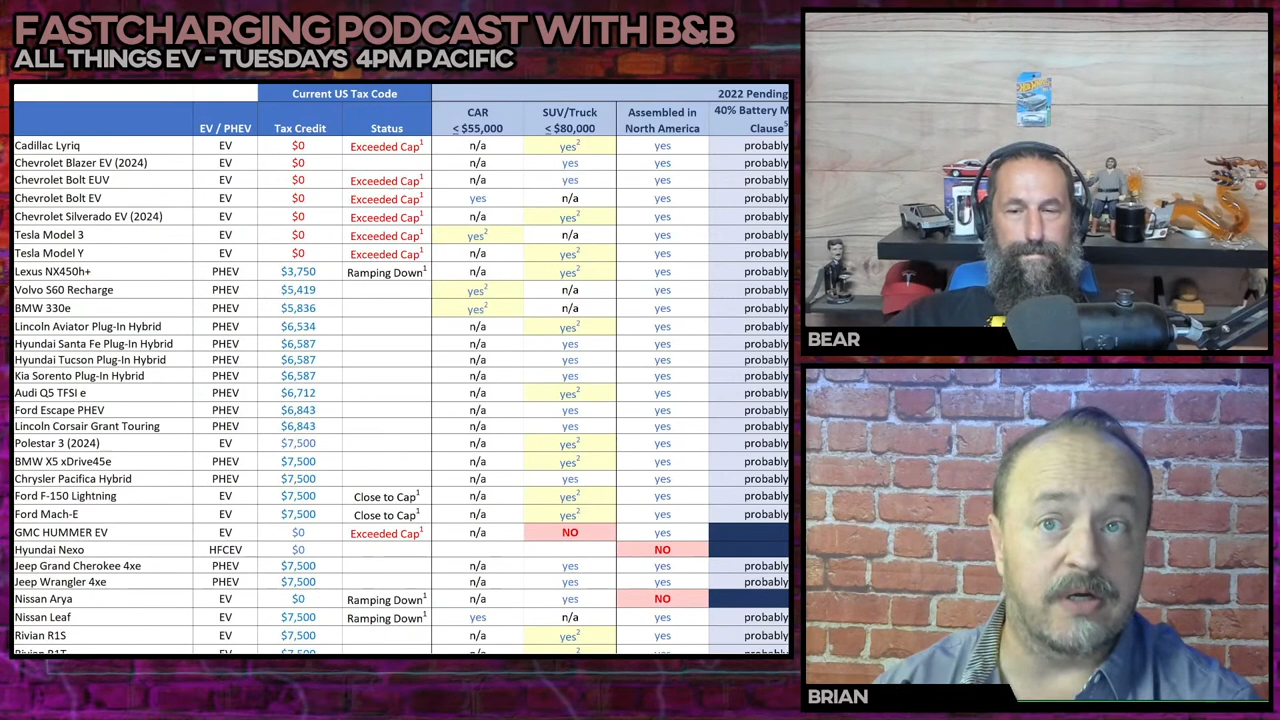 FASTCHARGING PODCAST WITH B&B
ALL THINGS EV - TUESDAYS 4PM PACIFIC
Current US Tax Code 2022 Pending
EV / PHEV Tax Credit Status CAR ≤ $55,000 SUV/Truck ≤ $80,000 Assembled in North America 40% Battery M Clause5
Cadillac Lyriq EV $0 Exceeded Cap1 n/a yes2 yes probably
Chevrolet Blazer EV (2024) EV $0 n/a yes yes probably
Chevrolet Bolt EUV EV $0 Exceeded Cap1 n/a yes yes probably
Chevrolet Bolt EV EV $0 Exceeded Cap1 yes n/a yes probably
Chevrolet Silverado EV (2024) EV $0 Exceeded Cap1 n/a yes2 yes probably
Tesla Model 3 EV $0 Exceeded Cap1 yes2 n/a yes probably
Tesla Model Y EV $0 Exceeded Cap1 n/a yes2 yes probably
Lexus NX450h+ PHEV $3,750 Ramping Down1 n/a yes2 yes probably
Volvo S60 Recharge PHEV $5,419 yes2 n/a yes probably
BMW 330e PHEV $5,836 yes2 n/a yes probably
Lincoln Aviator Plug-In Hybrid PHEV $6,534 n/a yes2 yes probably
Hyundai Santa Fe Plug-In Hybrid PHEV $6,587 n/a yes yes probably
Hyundai Tucson Plug-In Hybrid PHEV $6,587 n/a yes yes probably
Kia Sorento Plug-In Hybrid PHEV $6,587 n/a yes yes probably
Audi Q5 TFSI e PHEV $6,712 n/a yes2 yes probably
Ford Escape PHEV PHEV $6,843 n/a yes yes probably
Lincoln Corsair Grant Touring PHEV $6,843 n/a yes yes probably
Polestar 3 (2024) EV $7,500 n/a yes2 yes probably
BMW X5 xDrive45e PHEV $7,500 n/a yes2 yes probably
Chrysler Pacifica Hybrid PHEV $7,500 n/a yes yes probably
Ford F-150 Lightning EV $7,500 Close to Cap1 n/a yes2 yes probably
Ford Mach-E EV $7,500 Close to Cap1 n/a yes2 yes probably
GMC HUMMER EV EV $0 Exceeded Cap1 n/a NO yes
Hyundai Nexo HFCEV $0 NO
Jeep Grand Cherokee 4xe PHEV $7,500 n/a yes yes probably
Jeep Wrangler 4xe PHEV $7,500 n/a yes yes probably
Nissan Arya EV $0 Ramping Down1 n/a yes NO
Nissan Leaf EV $7,500 Ramping Down1 yes n/a yes probably
Rivian R1S EV $7,500 n/a yes2 yes probably
Rivian R1T EV $7,500
Hot Wheels
BEAR
BRIAN